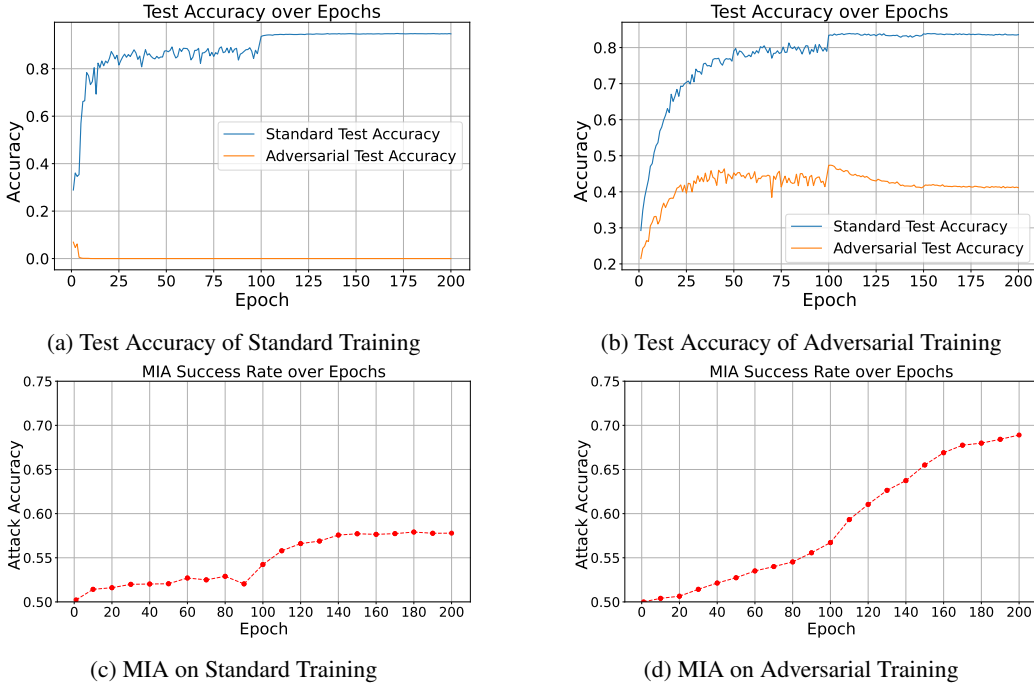 Test Accuracy over Epochs
Accuracy
0.8
0.6
0.4
0.2
0.0
Standard Test Accuracy
Adversarial Test Accuracy
0 25 50 75 100 125 150 175 200
Epoch
(a) Test Accuracy of Standard Training
Test Accuracy over Epochs
Accuracy
0.8
0.7
0.6
0.5
0.4
0.3
0.2
Standard Test Accuracy
Adversarial Test Accuracy
0 25 50 75 100 125 150 175 200
Epoch
(b) Test Accuracy of Adversarial Training
MIA Success Rate over Epochs
Attack Accuracy
0.75
0.70
0.65
0.60
0.55
0.50
0 20 40 60 80 100 120 140 160 180 200
Epoch
(c) MIA on Standard Training
MIA Success Rate over Epochs
Attack Accuracy
0.75
0.70
0.65
0.60
0.55
0.50
0 20 40 60 80 100 120 140 160 180 200
Epoch
(d) MIA on Adversarial Training